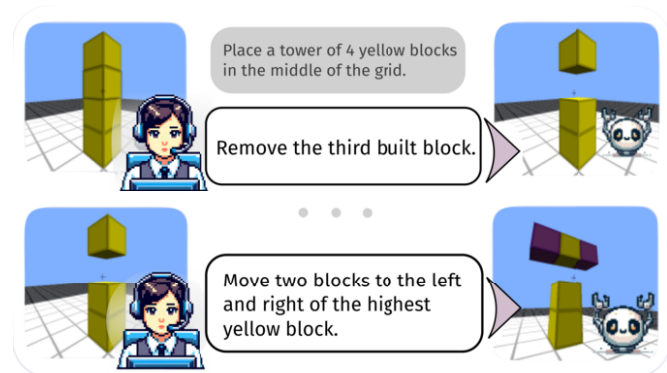 Place a tower of 4 yellow blocks
in the middle of the grid.
Remove the third built block.
Move two blocks to the left
and right of the highest
yellow block.